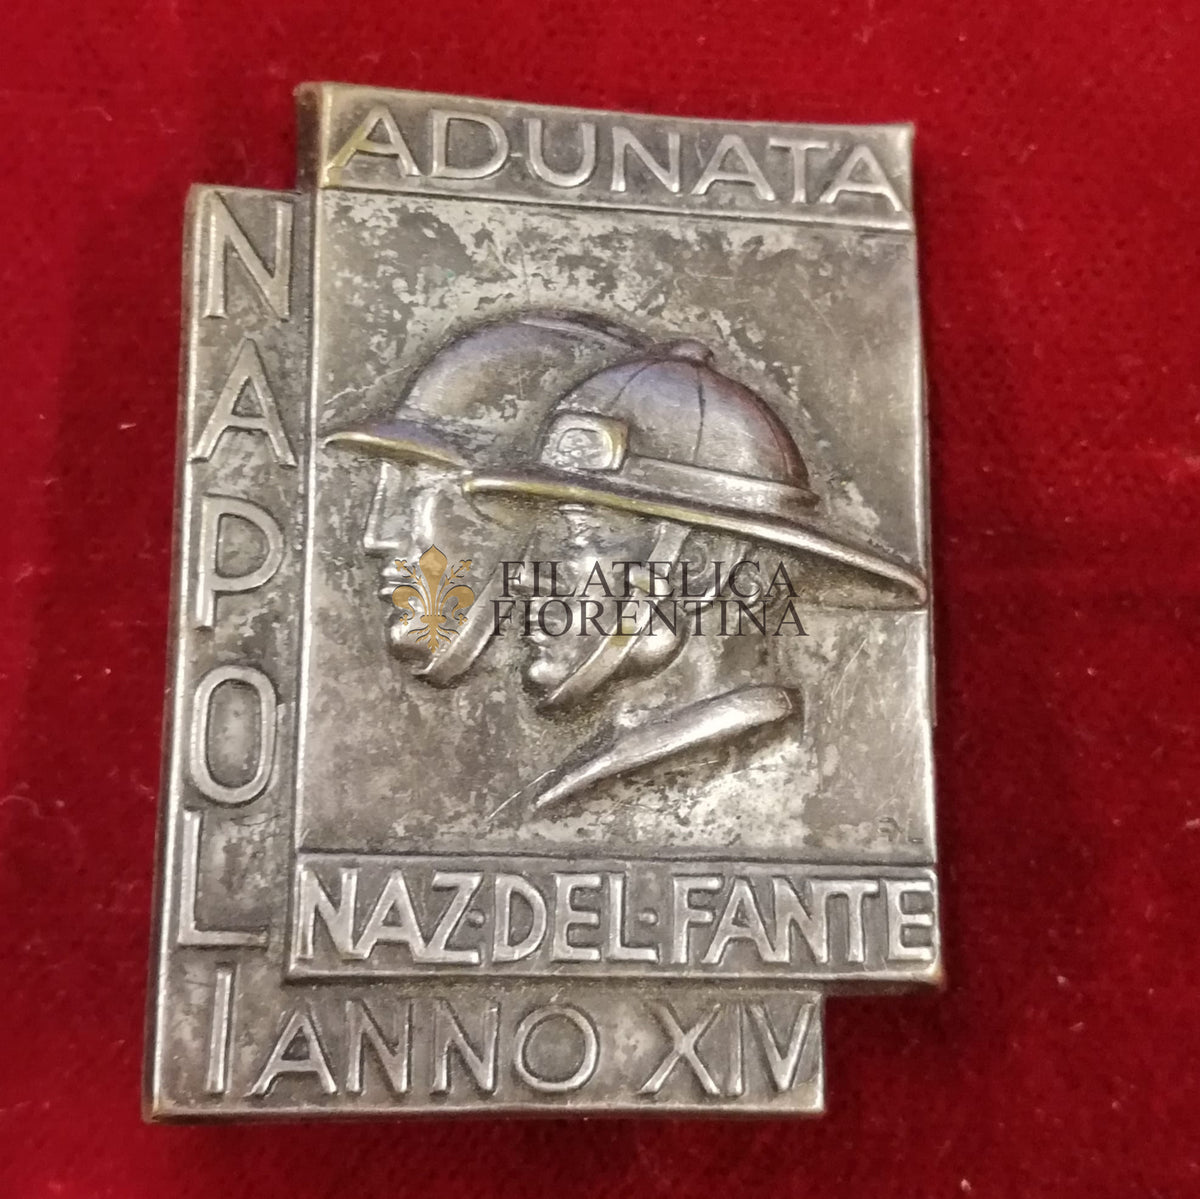 ADUNATA
NAPOLI
FILATELICA
FIORENTINA
NAZ·DEL·FANTE
ANNO XIV